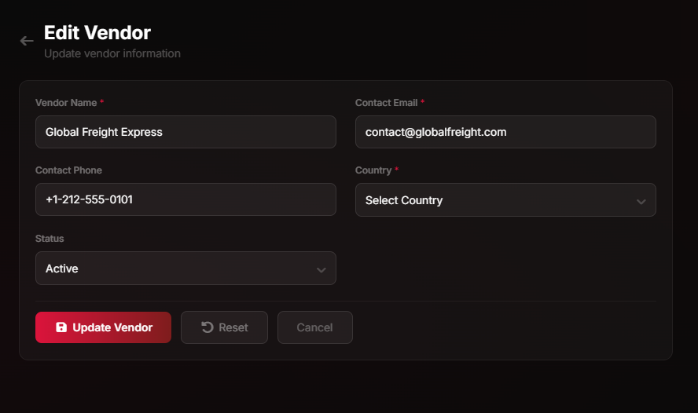 Edit Vendor
Update vendor information
Vendor Name *
Contact Email *
Global Freight Express
contact@globalfreight.com
Contact Phone
Country *
+1-212-555-0101
Select Country
Status
Active
Update Vendor
Reset
Cancel